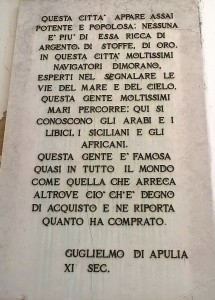 QUESTA CITTA' APPARE ASSAI
POTENTE E POPOLOSA; NESSUNA
E' PIU' DI ESSA RICCA DI
ARGENTO, DI STOFFE, DI ORO.
IN QUESTA CITTA' MOLTISSIMI
NAVIGATORI DIMORANO,
ESPERTI NEL SEGNALARE LE
VIE DEL MARE E DEL CIELO.
QUESTA GENTE MOLTISSIMI
MARI PERCORRE; QUI SI
CONOSCONO GLI ARABI E I
LIBICI, I SICILIANI E GLI
AFRICANI.
QUESTA GENTE E' FAMOSA
QUASI IN TUTTO IL MONDO
COME QUELLA CHE ARRECA
ALTROVE CIO' CH'E' DEGNO
DI ACQUISTO E NE RIPORTA
QUANTO HA COMPRATO.
GUGLIELMO DI APULIA
XI SEC.